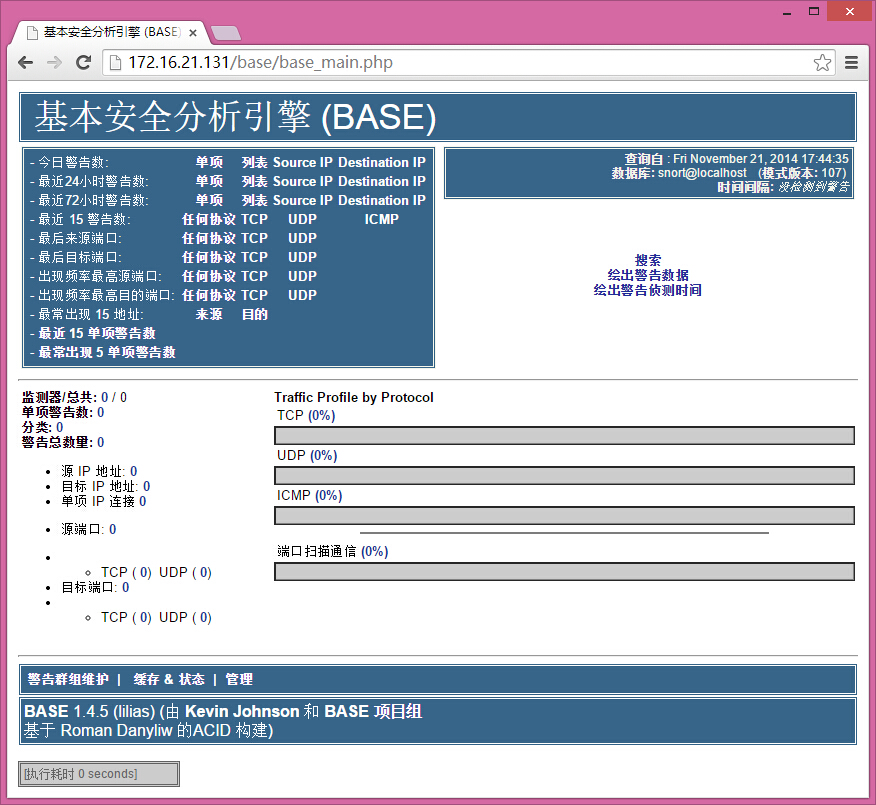 基本安全分析引擎 (BASE)
172.16.21.131/base/base_main.php
基本安全分析引擎 (BASE)
- 今日警告数: 单项 列表 Source IP Destination IP
- 最近24小时警告数: 单项 列表 Source IP Destination IP
- 最近72小时警告数: 单项 列表 Source IP Destination IP
- 最近 15 警告数: 任何协议 TCP UDP ICMP
- 最后来源端口: 任何协议 TCP UDP
- 最后目标端口: 任何协议 TCP UDP
- 出现频率最高源端口: 任何协议 TCP UDP
- 出现频率最高目的端口: 任何协议 TCP UDP
- 最常出现 15 地址: 来源 目的
- 最近 15 单项警告数
- 最常出现 5 单项警告数
查询自 : Fri November 21, 2014 17:44:35
数据库: snort@localhost (模式版本: 107)
时间间隔: 没检侧到警告
搜索
绘出警告数据
绘出警告侦测时间
监测器/总共: 0 / 0
单项警告数: 0
分类: 0
警告总数量: 0
源 IP 地址: 0
目标 IP 地址: 0
单项 IP 连接 0
源端口: 0
TCP ( 0) UDP ( 0)
目标端口: 0
TCP ( 0) UDP ( 0)
Traffic Profile by Protocol
TCP (0%)
UDP (0%)
ICMP (0%)
端口扫描通信 (0%)
警告群组维护 | 缓存 & 状态 | 管理
BASE 1.4.5 (lilias) (由 Kevin Johnson 和 BASE 项目组
基于 Roman Danyliw 的ACID 构建)
[执行耗时 0 seconds]